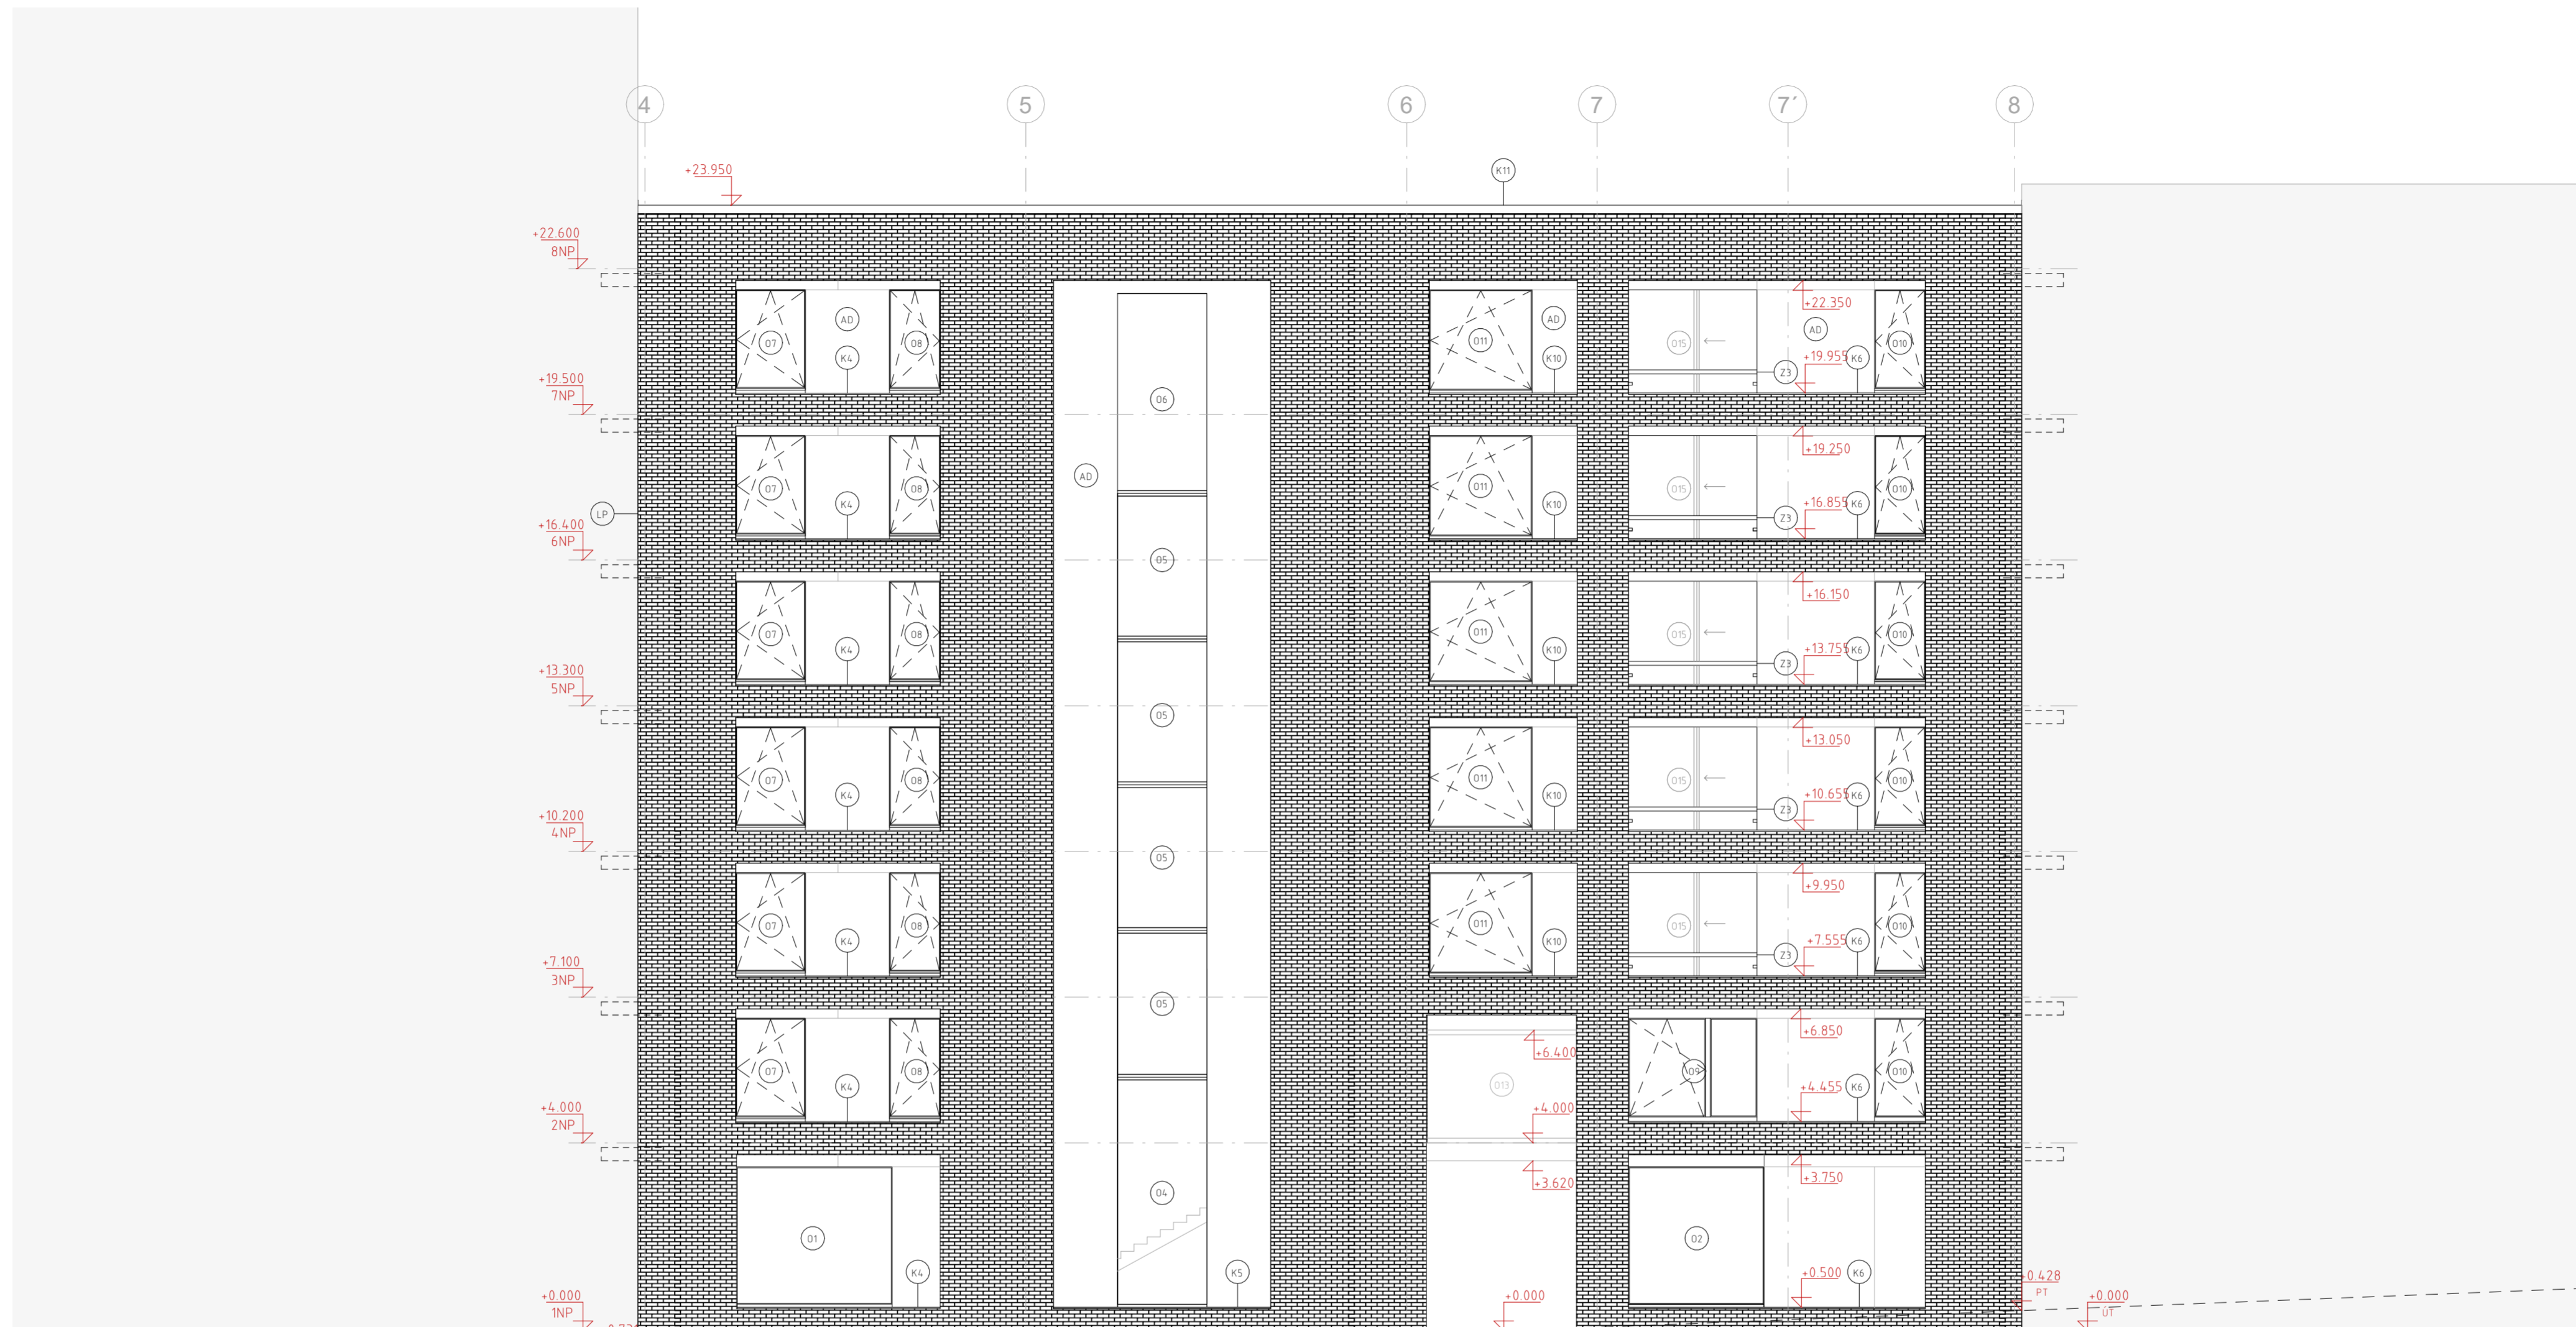 4 5 6 7 7´ 8
K11
+23.950
+22.600
8NP
+22.350
O7 AD O8 O11 AD O15 AD O10
K4 K10 +19.955 K6
Z3
+19.500
7NP
O6
+19.250
AD
O7 O8 O11 O15 O10
K4 K10 +16.855 K6
LP Z3
+16.400
6NP
O5
+16.150
O7 O8 O11 O15 O10
K4 K10 +13.755 K6
Z3
+13.300
5NP
O5
+13.050
O7 O8 O11 O15 O10
K4 K10 +10.655 K6
Z3
+10.200
4NP
O5
+9.950
O7 O8 O11 O15 O10
K4 K10 +7.555 K6
Z3
+7.100
3NP
O5
+6.850
+6.400
O7 O8 O13 O9 O10
K4 +4.455 K6
+4.000
2NP
+4.000
+3.750
+3.620
O4
O1 O2
K4 K5 +0.500 K6
+0.428
PT
+0.000
1NP
+0.000
+0.000
ÚT